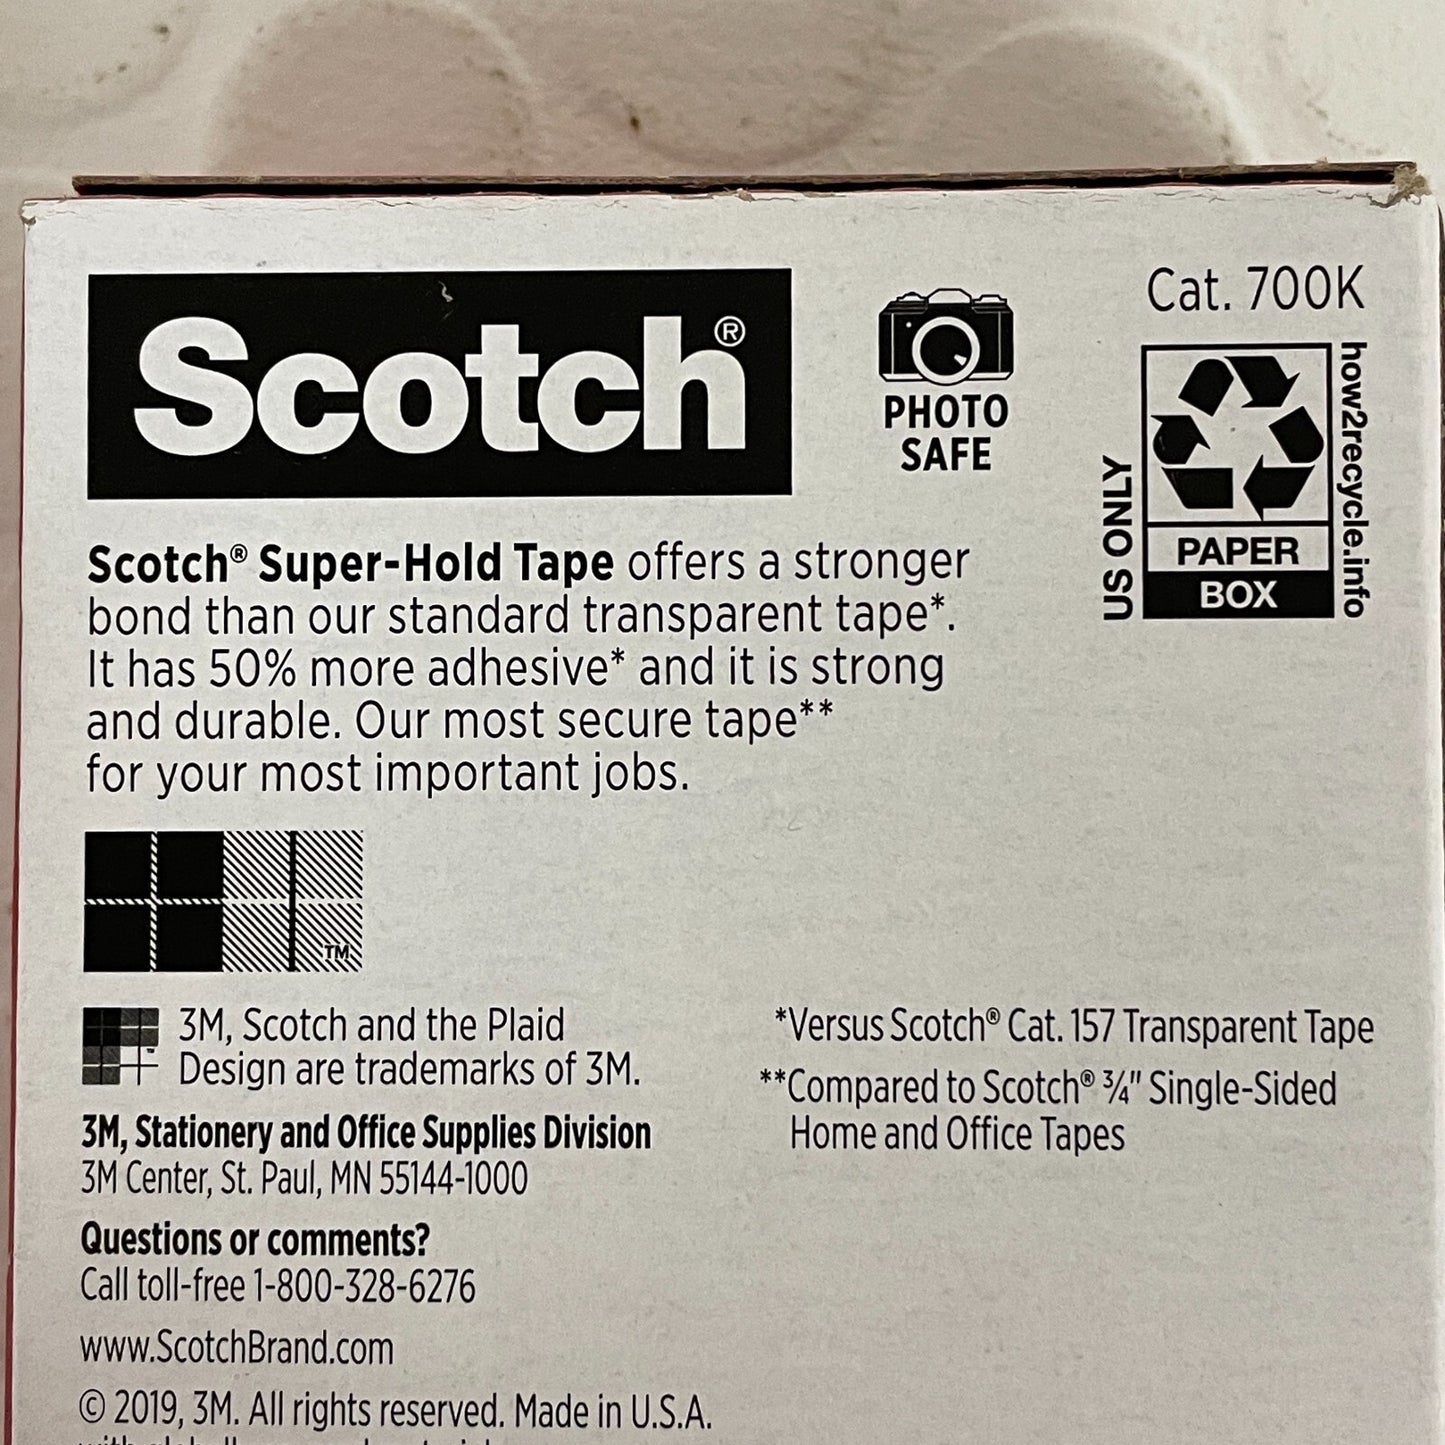 Scotch®
PHOTO
SAFE
Cat. 700K
how2recycle.info
US ONLY
PAPER
BOX
Scotch® Super-Hold Tape offers a stronger
bond than our standard transparent tape*.
It has 50% more adhesive* and it is strong
and durable. Our most secure tape**
for your most important jobs.
TM
3M, Scotch and the Plaid
Design are trademarks of 3M.
3M, Stationery and Office Supplies Division
3M Center, St. Paul, MN 55144-1000
Questions or comments?
Call toll-free 1-800-328-6276
www.ScotchBrand.com
© 2019, 3M. All rights reserved. Made in U.S.A.
*Versus Scotch® Cat. 157 Transparent Tape
**Compared to Scotch® ¾" Single-Sided
Home and Office Tapes